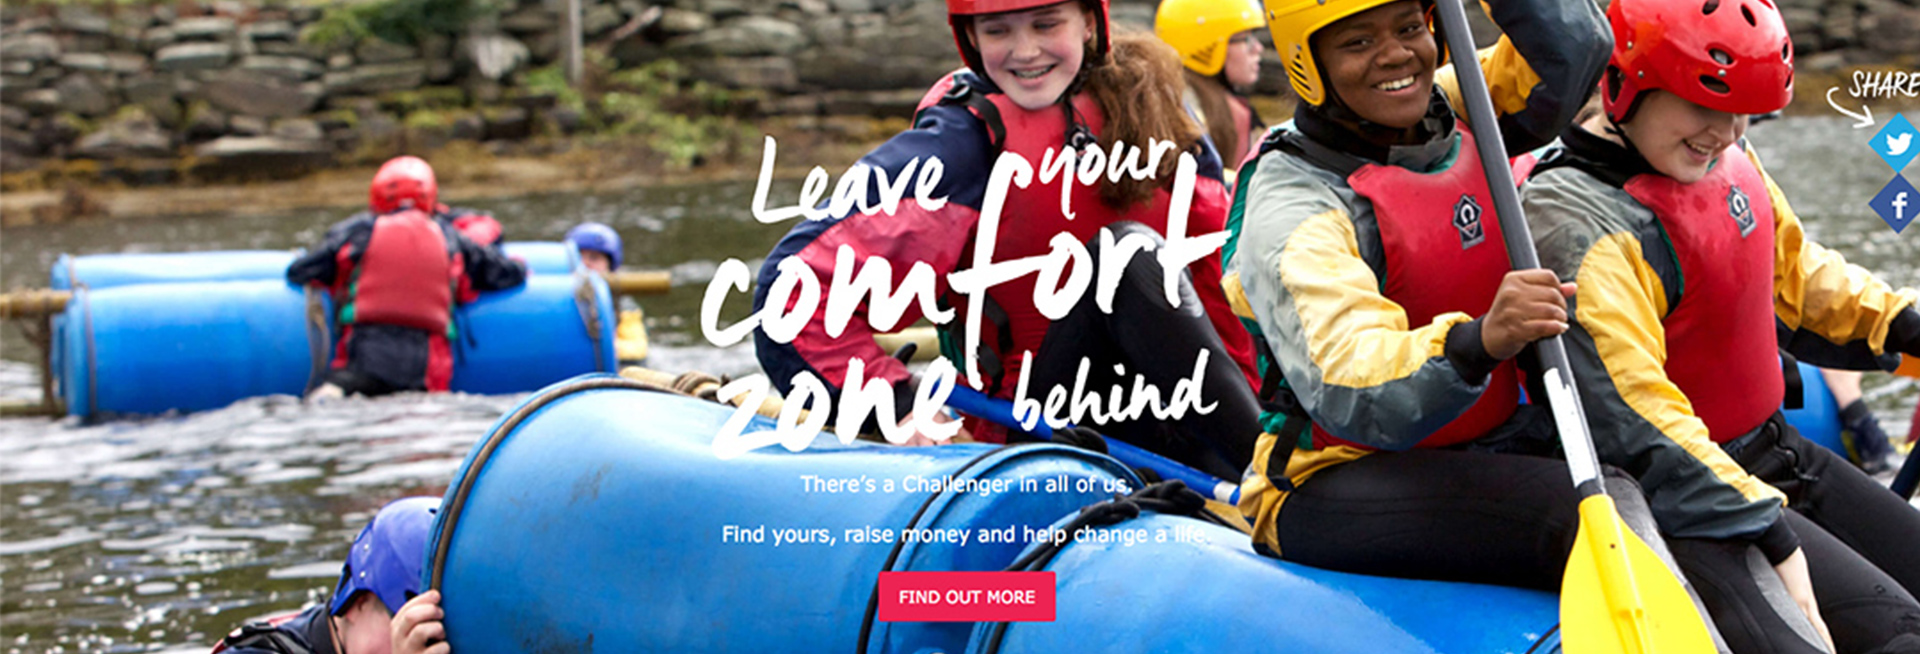 Leave your
comfort
zone behind
There's a Challenger in all of us.
Find yours, raise money and help change a life.
FIND OUT MORE
SHARE